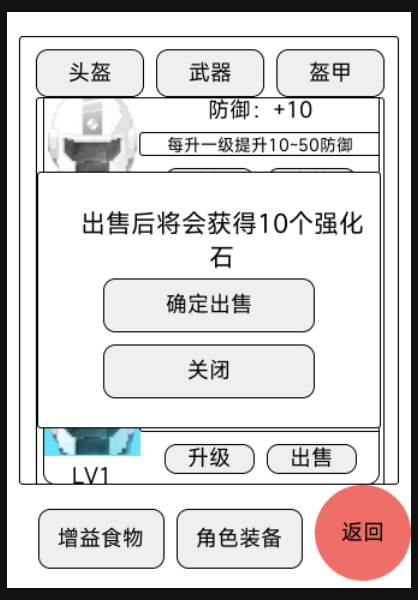 头盔
武器
盔甲
防御：+10
每升一级提升10~50防御
出售后将会获得10个强化
石
确定出售
关闭
升级
出售
LV1
增益食物
角色装备
返回